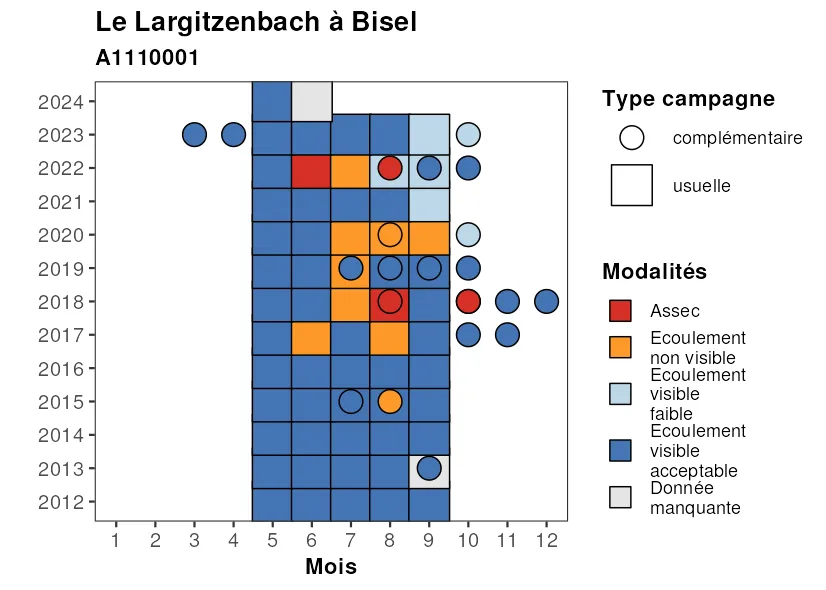 Le Largitzenbach à Bisel
A1110001
2024
2023
2022
2021
2020
2019
2018
2017
2016
2015
2014
2013
2012
1 2 3 4 5 6 7 8 9 10 11 12
Mois
Type campagne
complémentaire
usuelle
Modalités
Assec
Ecoulement
non visible
Ecoulement
visible
faible
Ecoulement
visible
acceptable
Donnée
manquante